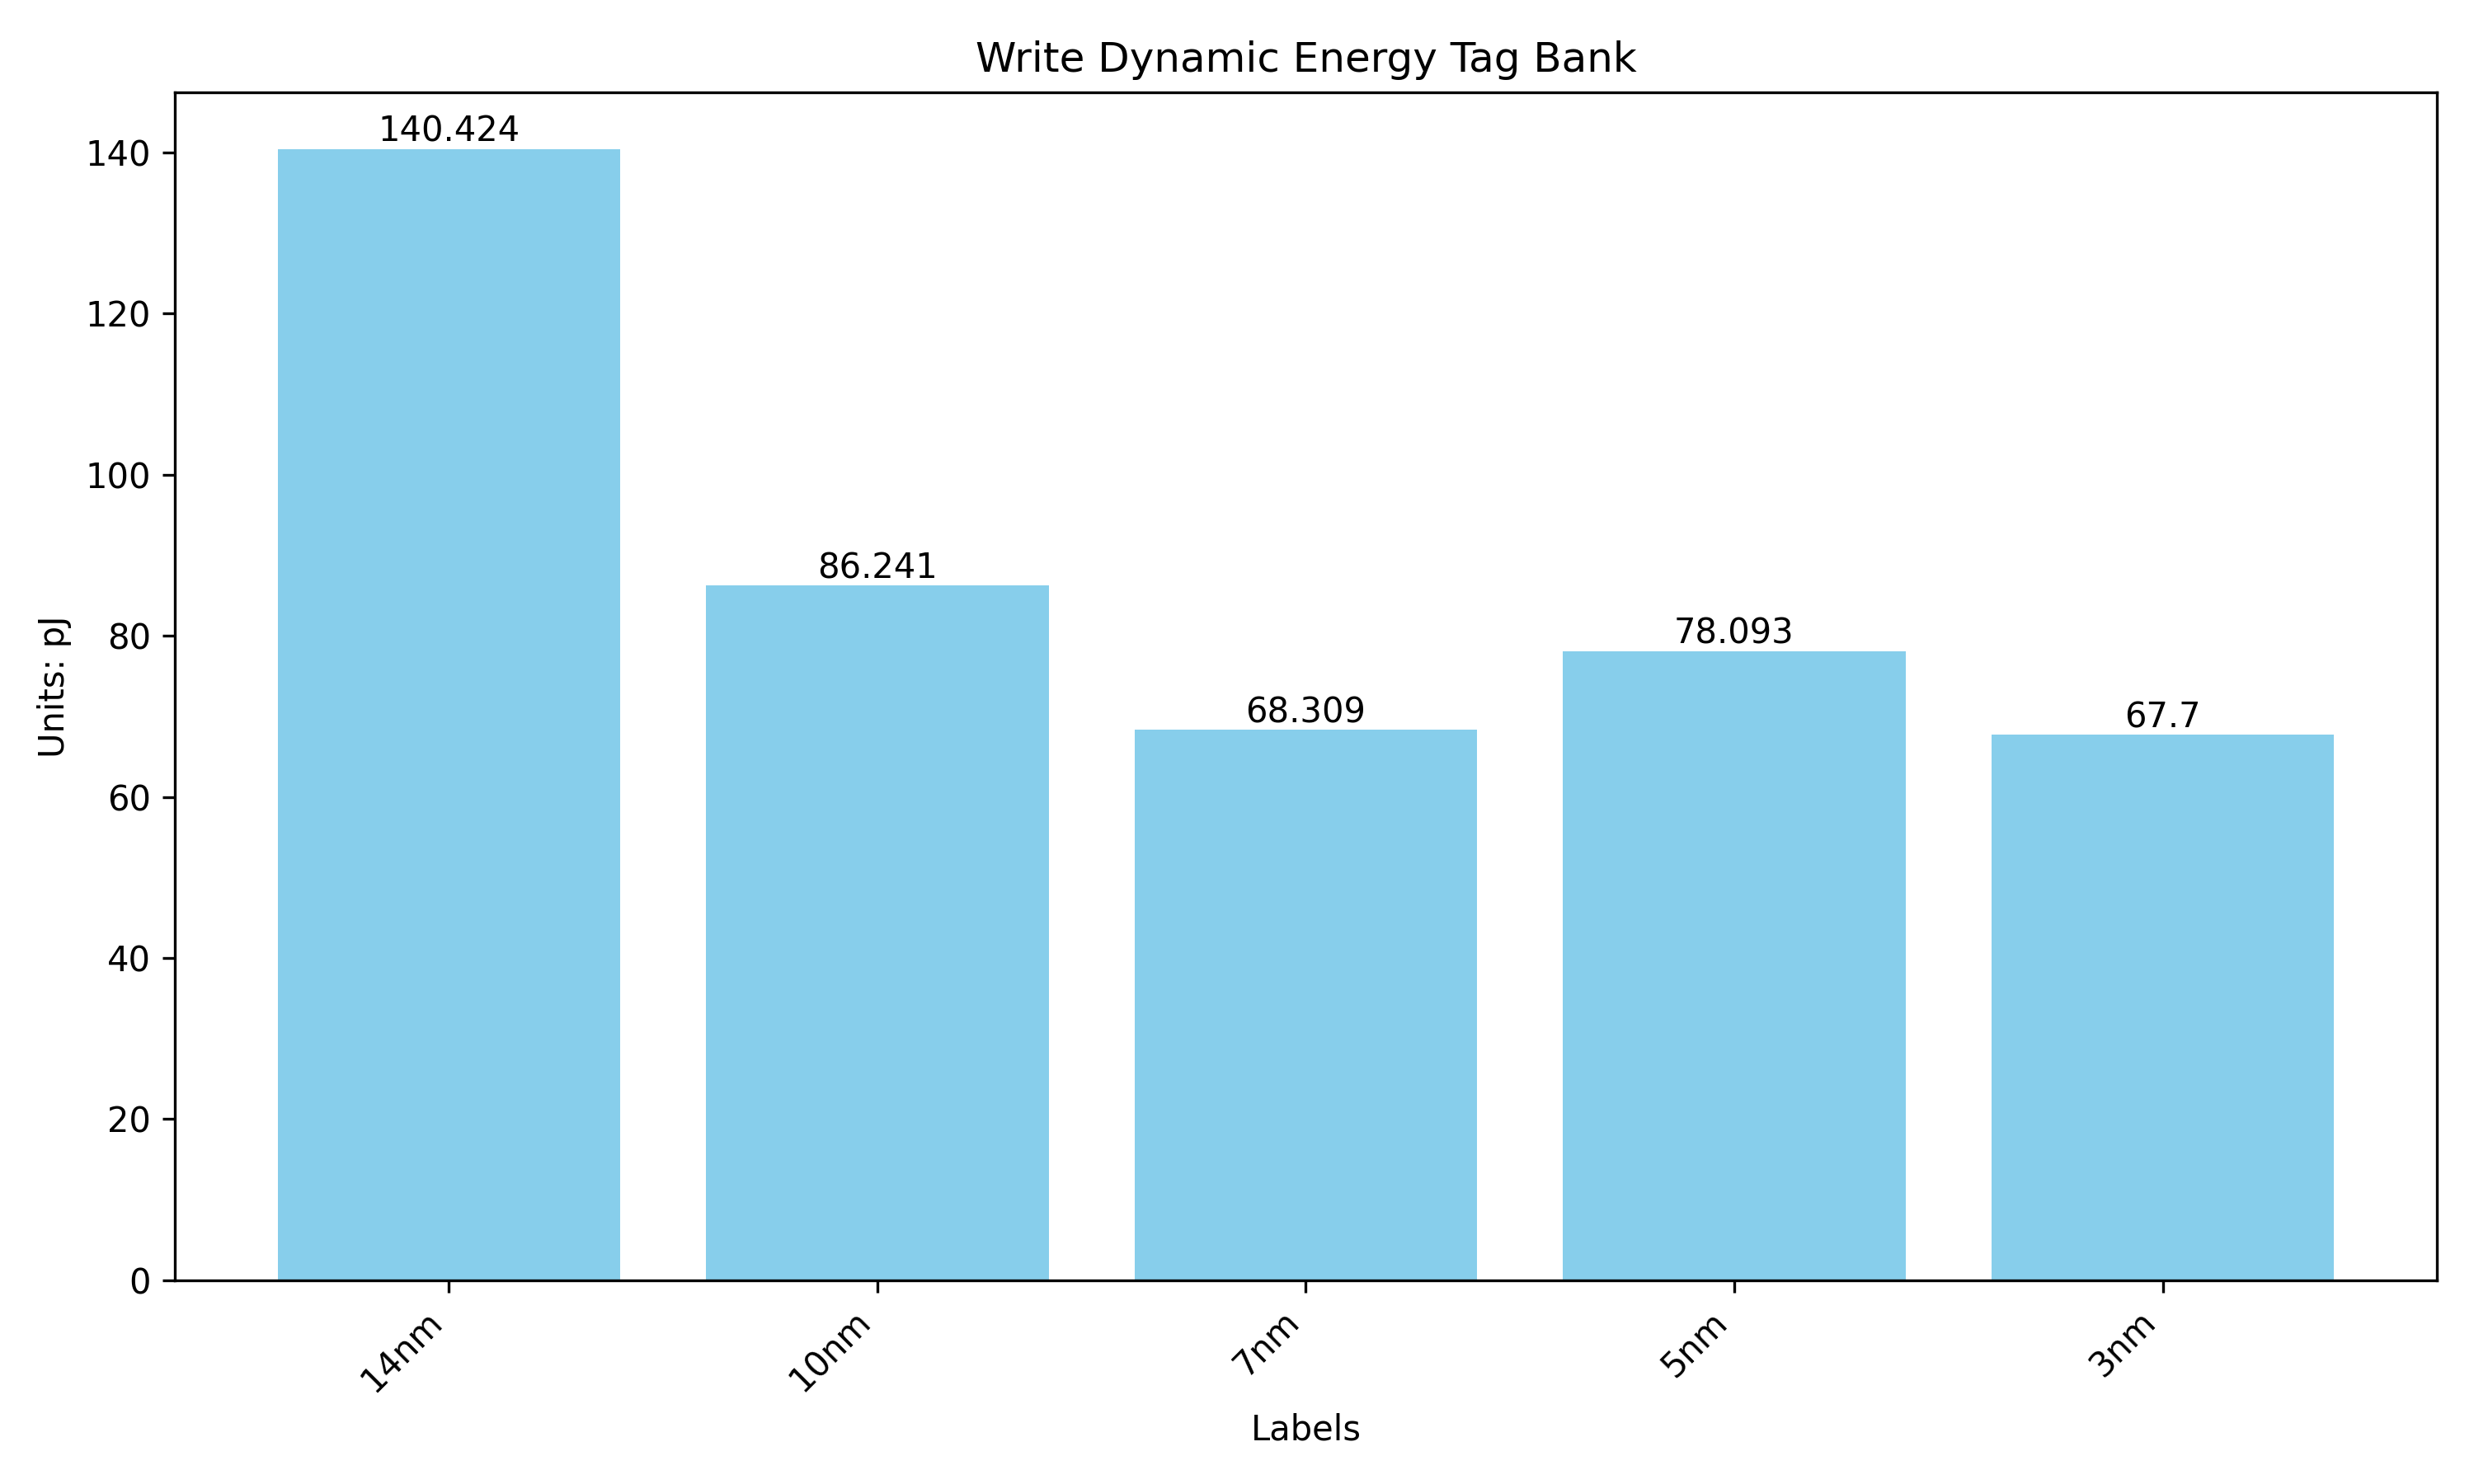 Write Dynamic Energy Tag Bank
140.424
86.241
68.309
78.093
67.7
140
120
100
80
60
40
20
0
Units: pJ
14nm
10nm
7nm
5nm
3nm
Labels